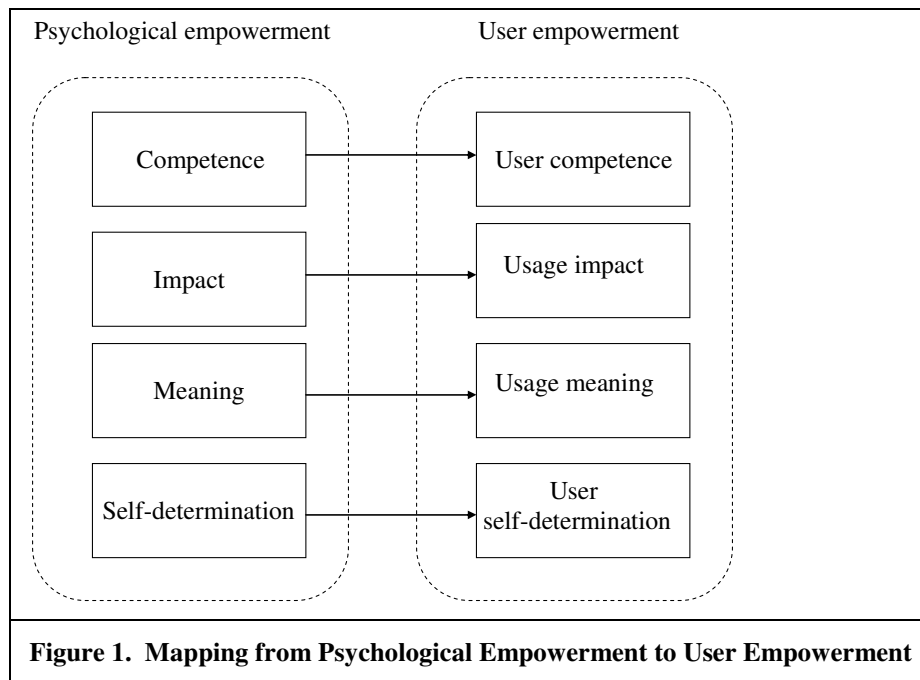 Psychological empowerment
User empowerment
Competence
User competence
Impact
Usage impact
Meaning
Usage meaning
Self-determination
User
self-determination
Figure 1. Mapping from Psychological Empowerment to User Empowerment